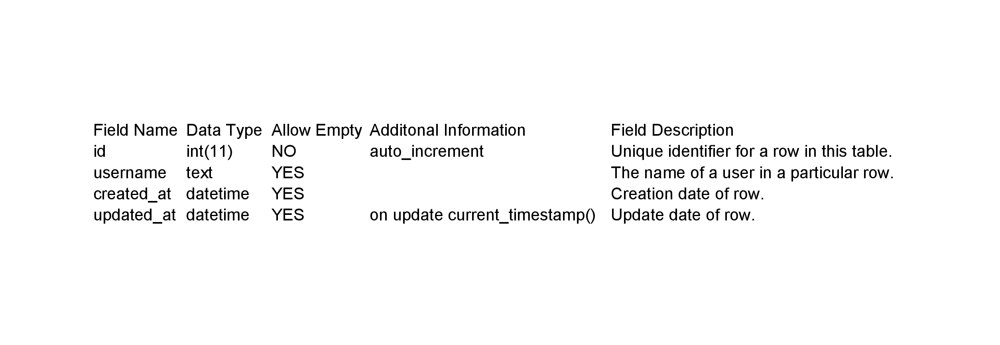 Field Name Data Type Allow Empty Additonal Information Field Description
id int(11) NO auto_increment Unique identifier for a row in this table.
username text YES The name of a user in a particular row.
created_at datetime YES Creation date of row.
updated_at datetime YES on update current_timestamp() Update date of row.